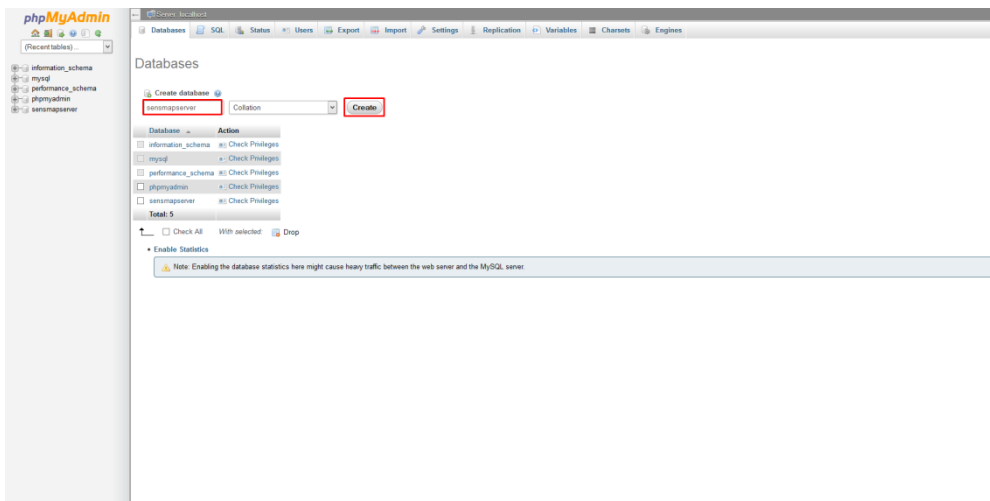 phpMyAdmin
(Recent tables)...
information_schema
mysql
performance_schema
phpmyadmin
sensmapserver
Server: localhost
Databases SQL Status Users Export Import Settings Replication Variables Charsets Engines
Databases
Create database
sensmapserver Collation Create
Database Action
information_schema Check Privileges
mysql Check Privileges
performance_schema Check Privileges
phpmyadmin Check Privileges
sensmapserver Check Privileges
Total: 5
Check All With selected: Drop
Enable Statistics
Note: Enabling the database statistics here might cause heavy traffic between the web server and the MySQL server.